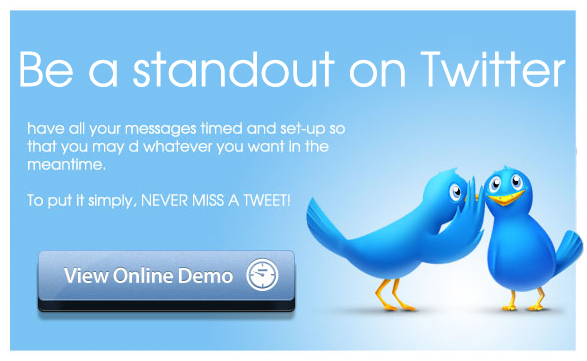 Be a standout on Twitter
have all your messages timed and set-up so
that you may d whatever you want in the
meantime.
To put it simply, NEVER MISS A TWEET!
View Online Demo